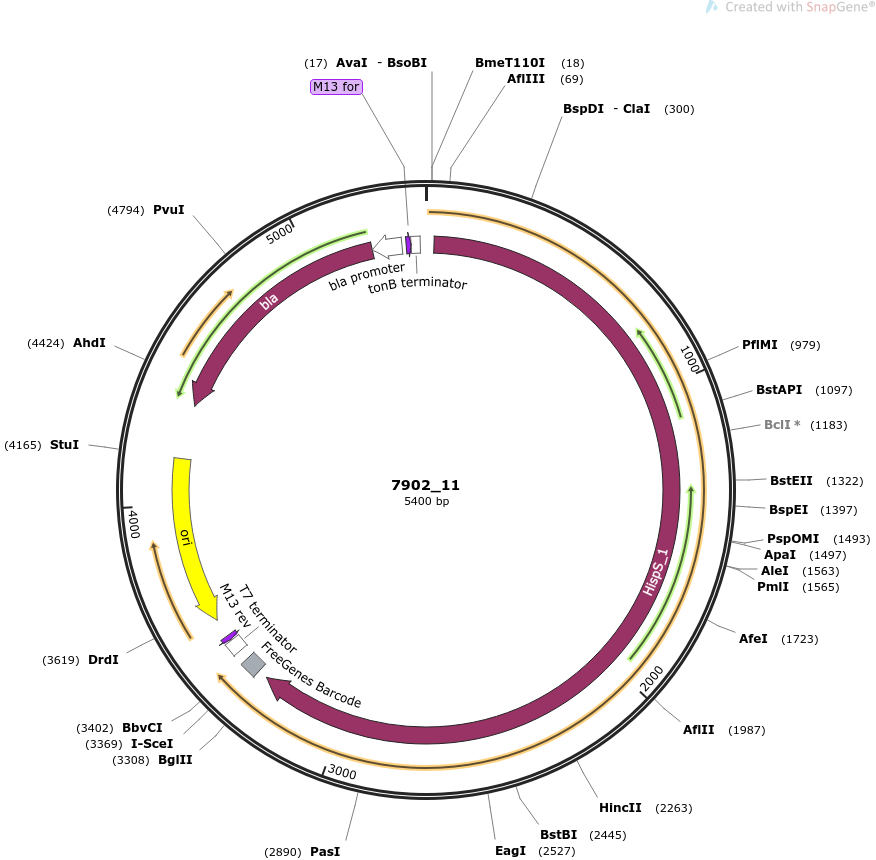 Created with SnapGene®
(17) AvaI - BsoBI
BmeT110I (18)
M13 for
AflIII (69)
BspDI - ClaI (300)
(4794) PvuI
5000
bla promoter
tonB terminator
bla
(4424) AhdI
PflMI (979)
1000
BstAPI (1097)
BclI * (1183)
(4165) StuI
7902_11
5400 bp
BstEII (1322)
BspEI (1397)
4000
ori
PspOMI (1493)
ApaI (1497)
AleI (1563)
PmlI (1565)
HispS_1
M13 rev
T7 terminator
FreeGenes Barcode
AfeI (1723)
(3619) DrdI
2000
(3402) BbvCI
(3369) I-SceI
(3308) BglII
AflII (1987)
3000
HincII (2263)
BstBI (2445)
EagI (2527)
(2890) PasI